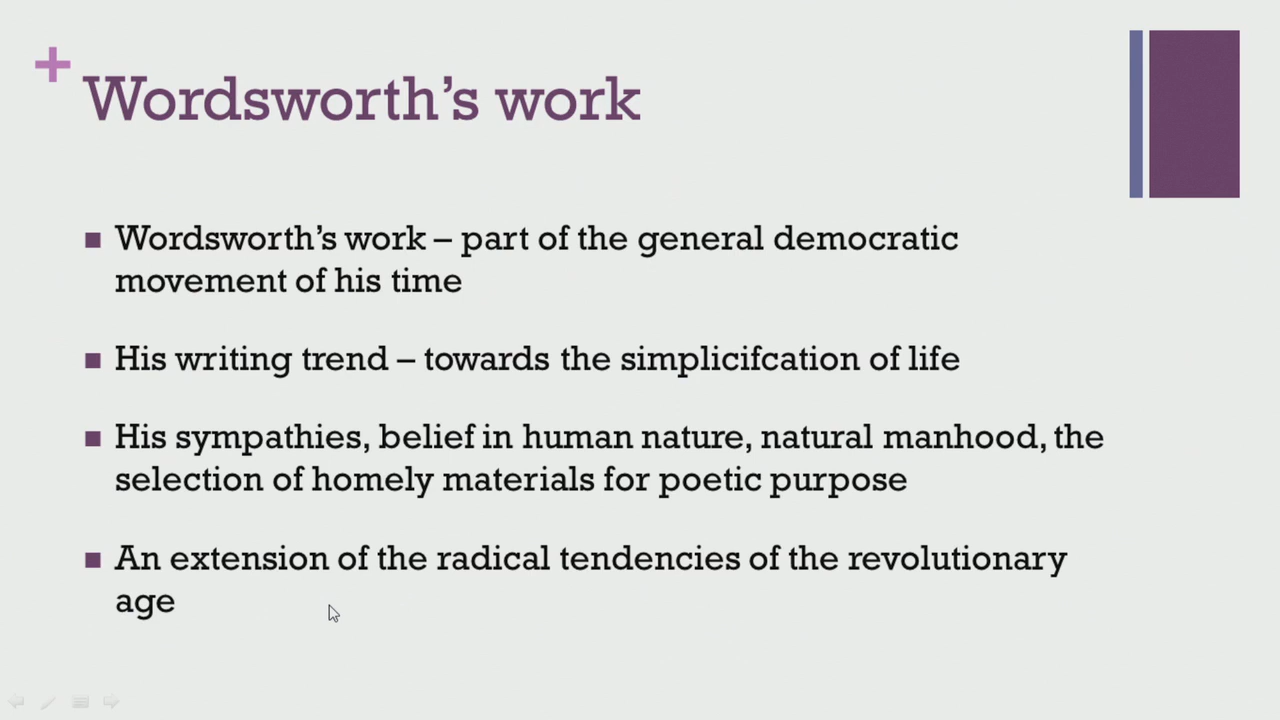 Wordsworth's work
Wordsworth's work – part of the general democratic
movement of his time
His writing trend – towards the simplicifcation of life
His sympathies, belief in human nature, natural manhood, the
selection of homely materials for poetic purpose
An extension of the radical tendencies of the revolutionary
age